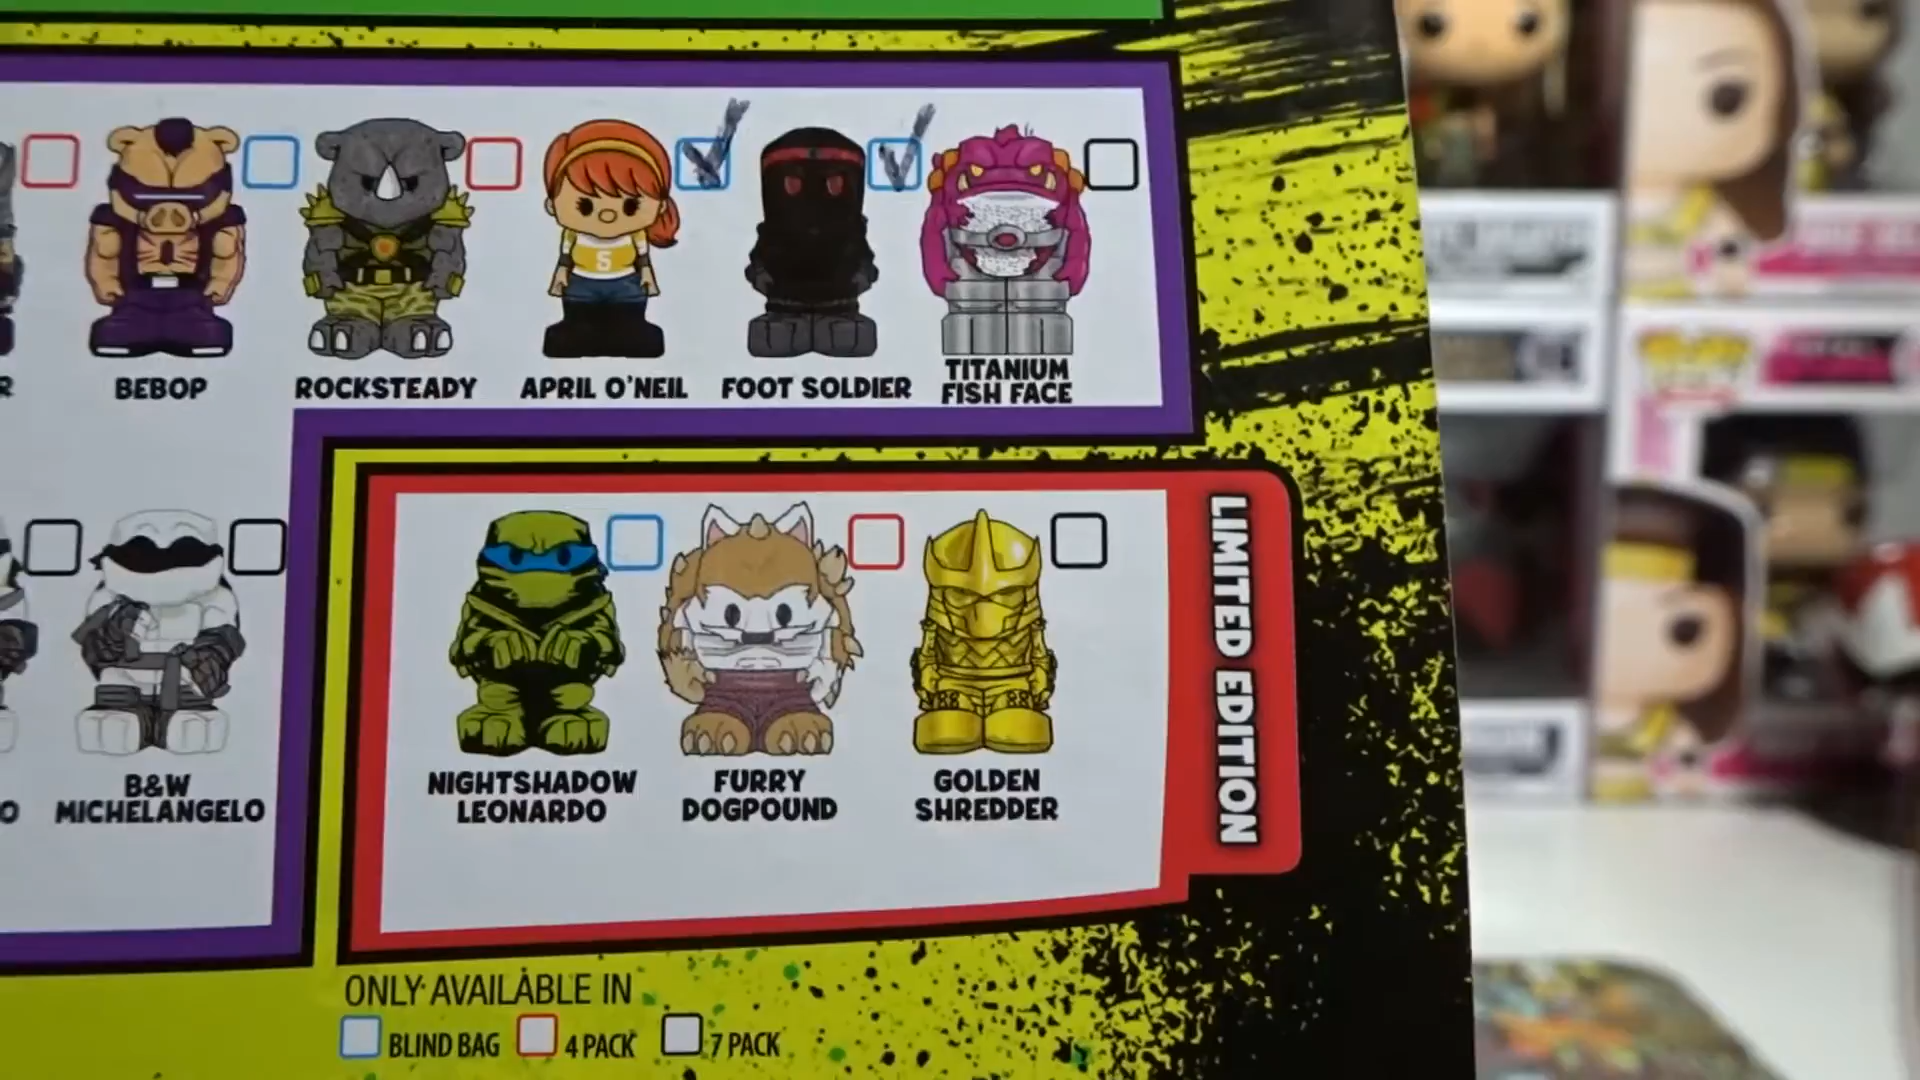 R
BEBOP
ROCKSTEADY
APRIL O'NEIL
FOOT SOLDIER
TITANIUM
FISH FACE
5
O
B&W
MICHELANGELO
NIGHTSHADOW
LEONARDO
FURRY
DOGPOUND
GOLDEN
SHREDDER
LIMITED EDITION
ONLY AVAILABLE IN
BLIND BAG
4 PACK
7 PACK